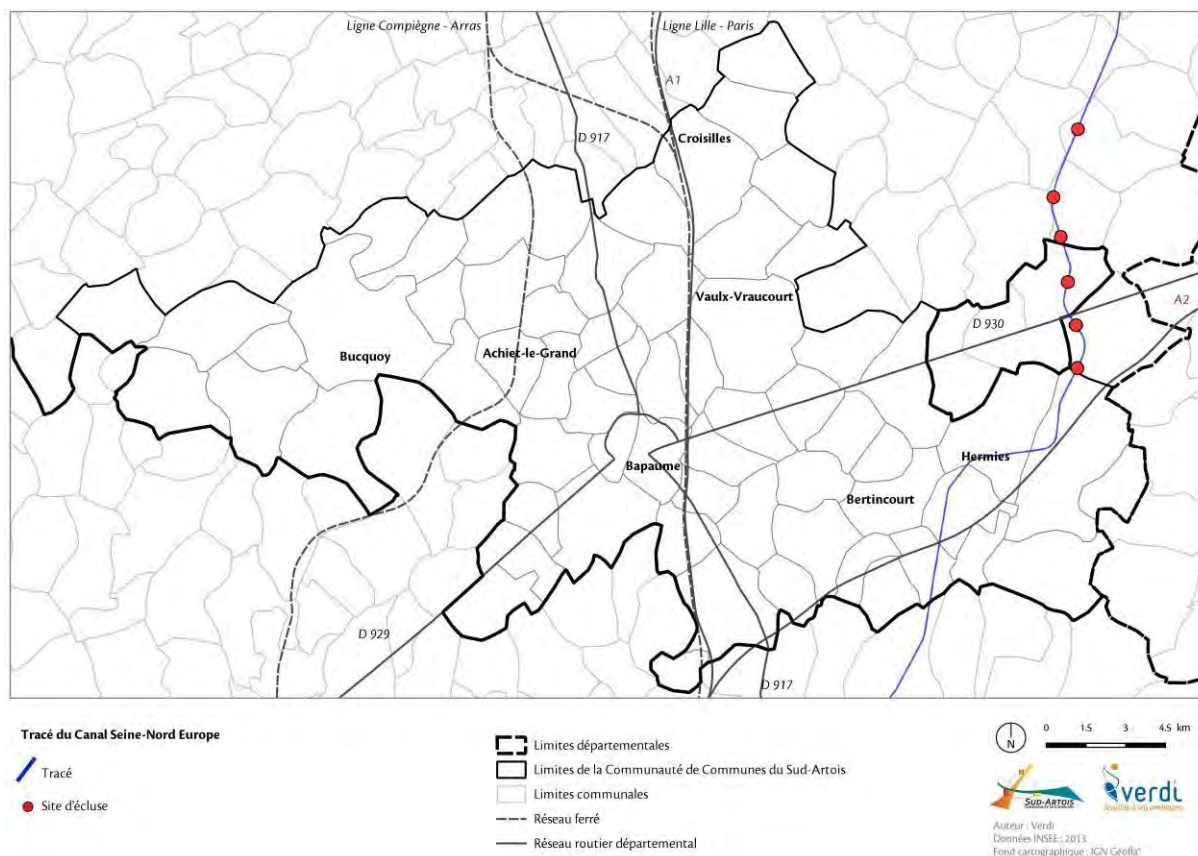 Ligne Compiègne - Arras
Ligne Lille - Paris
A1
D 917
Croisilles
Vaulx-Vraucourt
A2
D 930
Bucquoy
Achiet-le-Grand
Bapaume
Hermies
Bertincourt
D 929
D 917
Tracé du Canal Seine-Nord Europe
Tracé
Site d'écluse
Limites départementales
Limites de la Communauté de Communes du Sud-Artois
Limites communales
Réseau ferré
Réseau routier départemental
N
0 1.5 3 4.5 km
SUD-ARTOIS
verdi
Auteur : Verdi
Données INSEE : 2013
Fond cartographique : IGN Géofla®